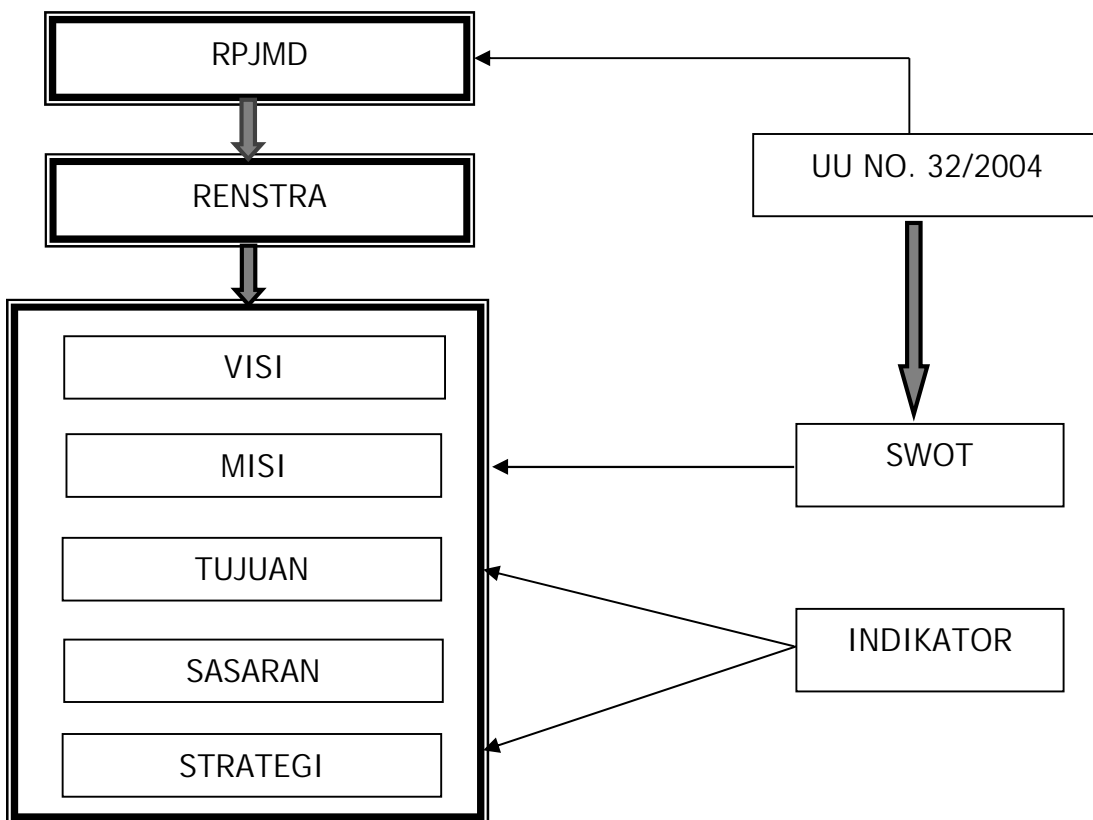 RPJMD
UU NO. 32/2004
RENSTRA
VISI
MISI
SWOT
TUJUAN
INDIKATOR
SASARAN
STRATEGI